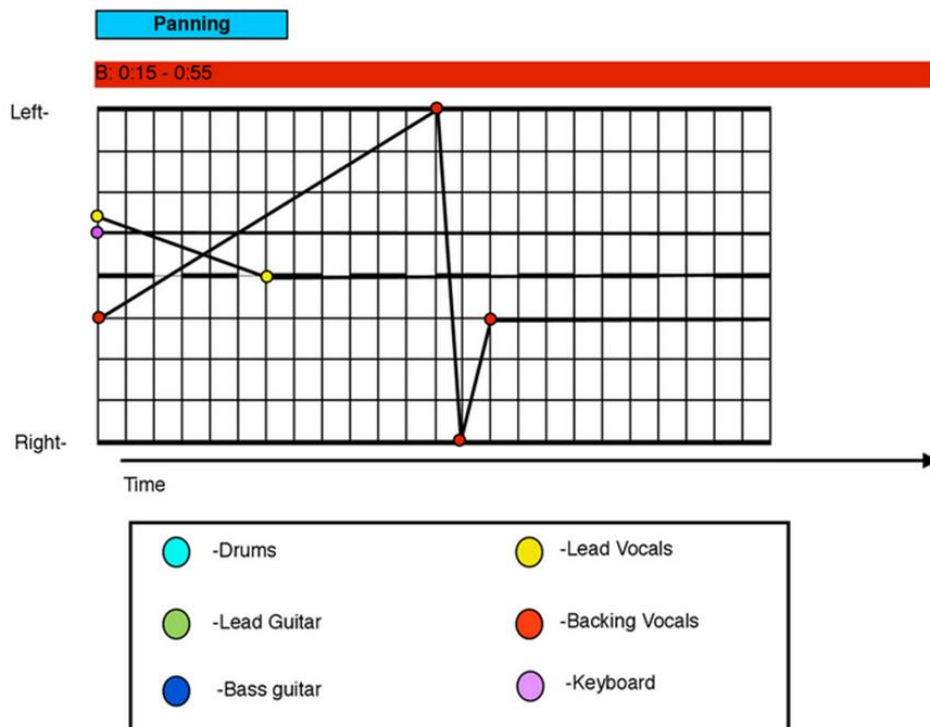 Panning
B: 0:15 - 0:55
Left-
Right-
Time
-Drums
-Lead Vocals
-Lead Guitar
-Backing Vocals
-Bass guitar
-Keyboard